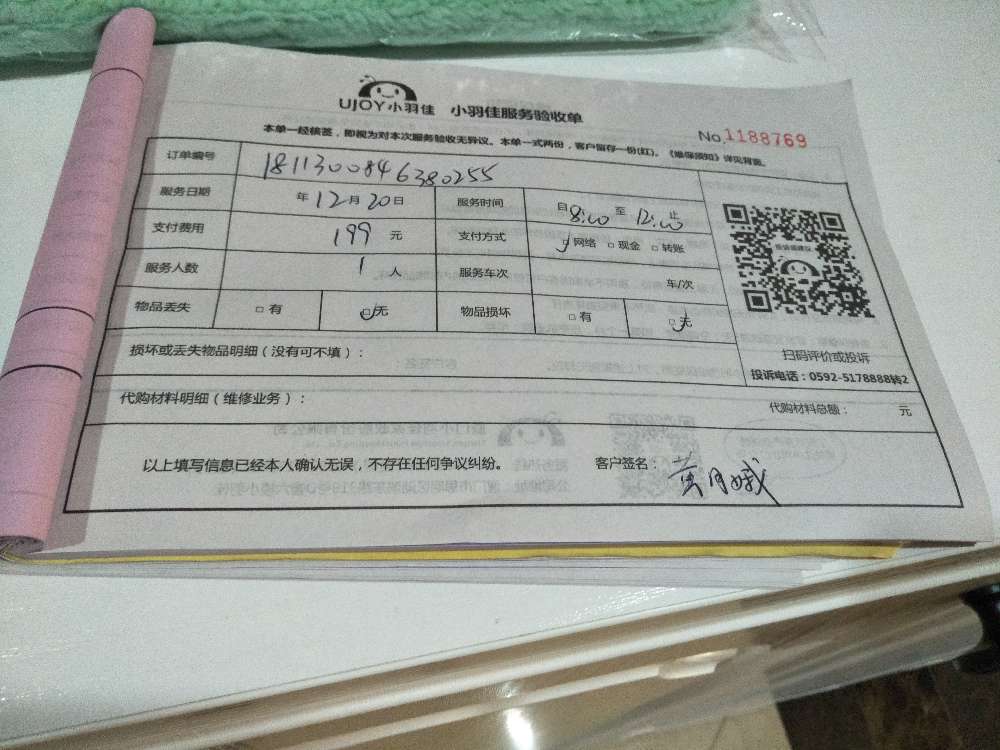 UJOY小羽佳 小羽佳服务验收单
No.1188769
本单一经核签，即视为对本次服务验收无异议。本单一式两份，客户留存一份(红)。《维保须知》详见背面。
订单编号 1811300846380255
服务日期 年12月20日 服务时间 自8:00 至 12:00 止
支付费用 199 元 支付方式 □网络 □现金 □转账
服务人数 1 人 服务车次 车/次
物品丢失 □有 □无 物品损坏 □有 □无
扫码评价或投诉
投诉电话：0592-5178888转2
损坏或丢失物品明细（没有可不填）：
代购材料明细（维修业务）： 代购材料总额： 元
以上填写信息已经本人确认无误，不存在任何争议纠纷。 客户签名： 黄月娥